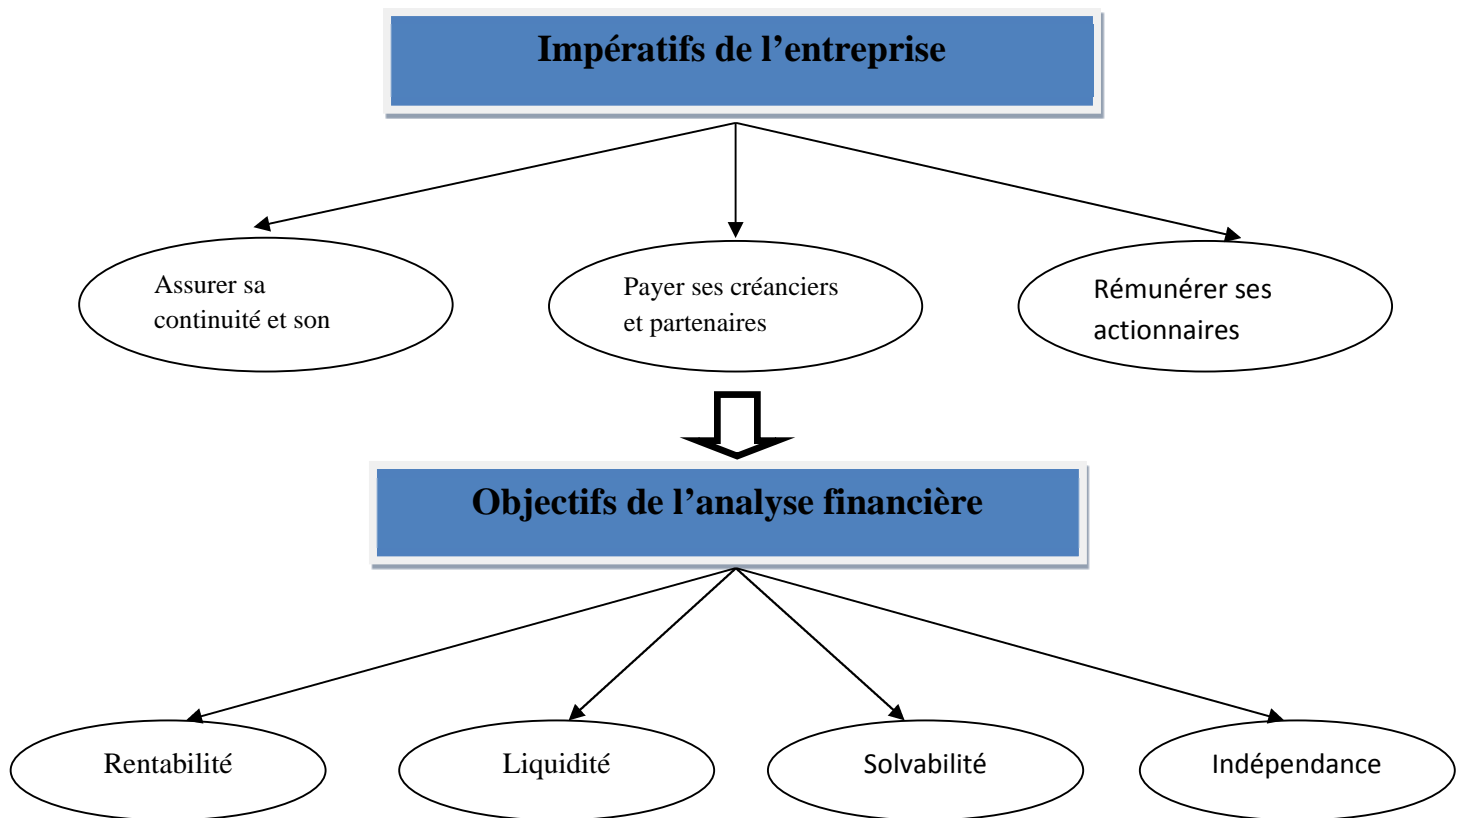 Impératifs de l’entreprise
Assurer sa
continuité et son
Payer ses créanciers
et partenaires
Rémunérer ses
actionnaires
Objectifs de l’analyse financière
Rentabilité
Liquidité
Solvabilité
Indépendance